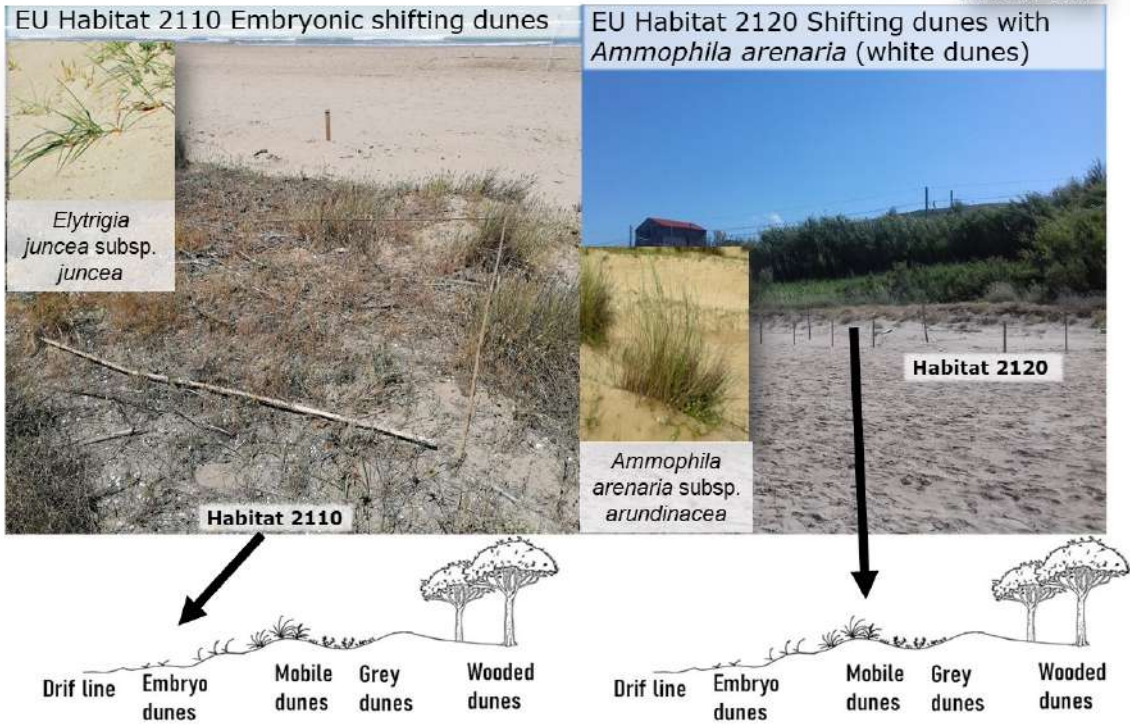 EU Habitat 2110 Embryonic shifting dunes
Elytrigia
juncea subsp.
juncea
Habitat 2110
EU Habitat 2120 Shifting dunes with
Ammophila arenaria (white dunes)
Ammophila
arenaria subsp.
arundinacea
Habitat 2120
Drif line
Embryo
dunes
Mobile
dunes
Grey
dunes
Wooded
dunes
Drif line
Embryo
dunes
Mobile
dunes
Grey
dunes
Wooded
dunes